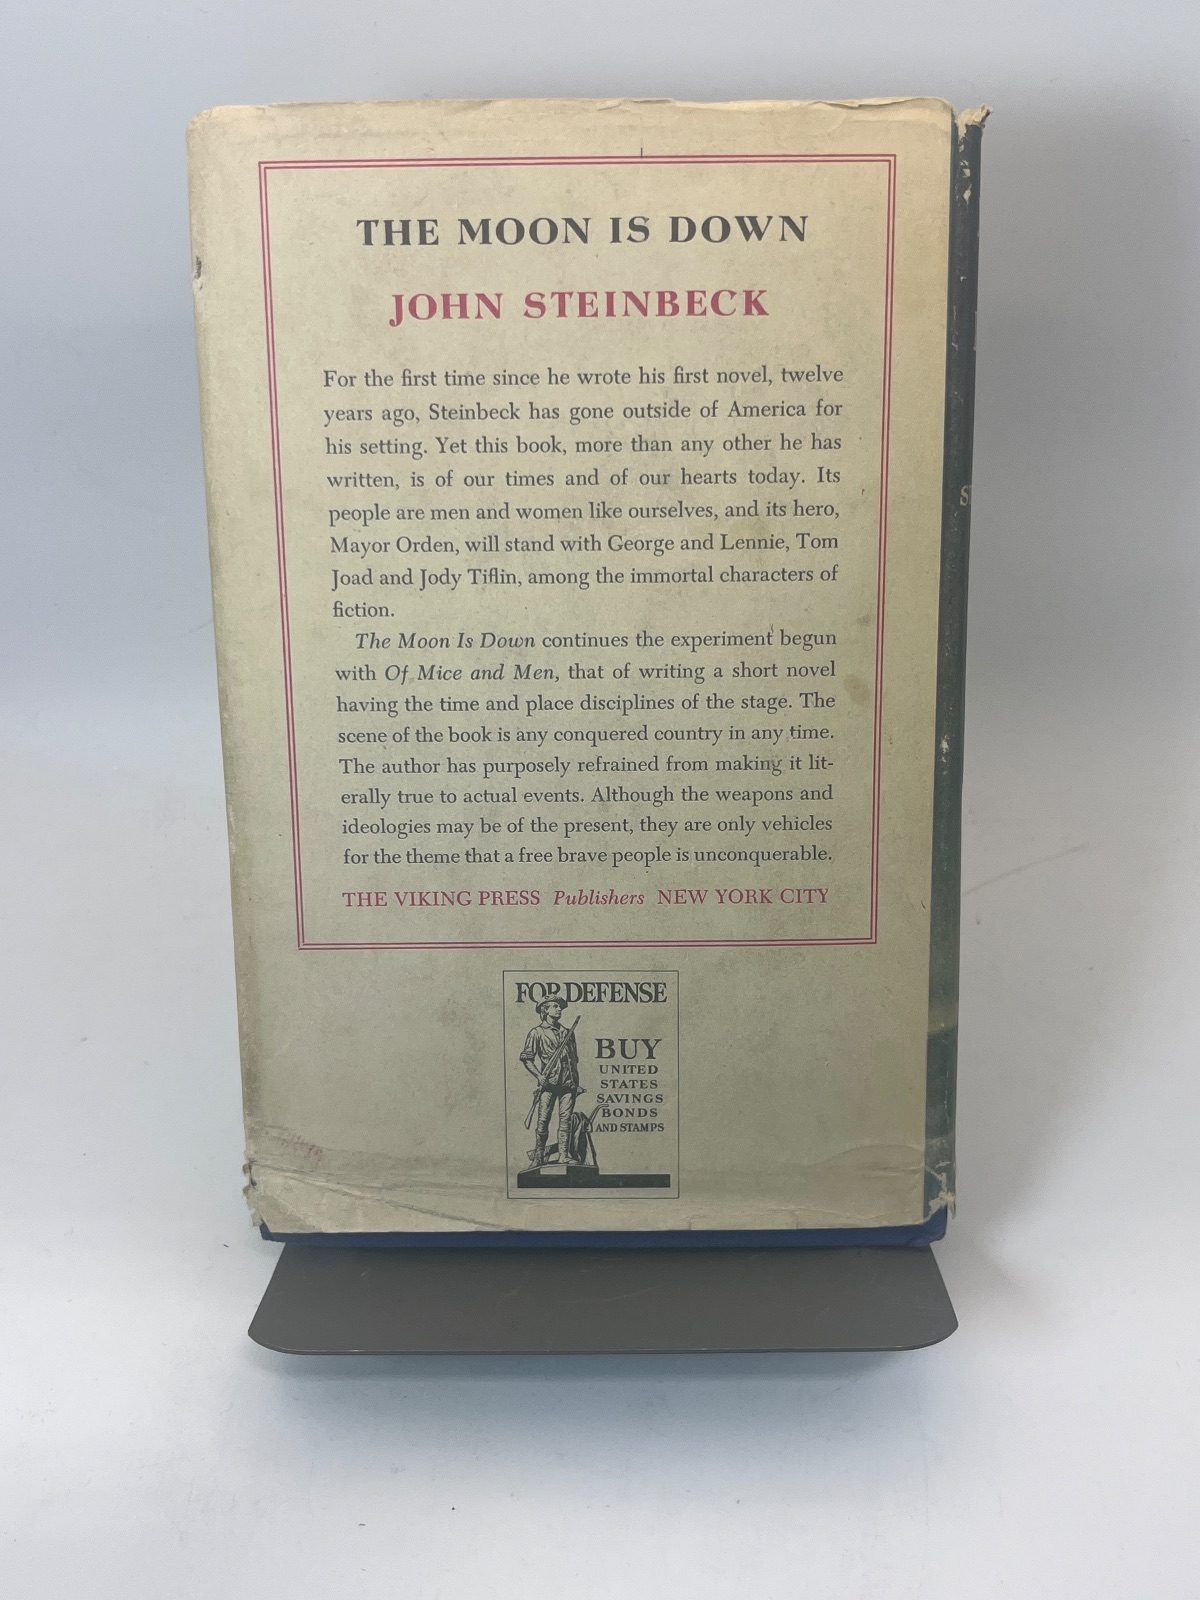 THE MOON IS DOWN
JOHN STEINBECK
For the first time since he wrote his first novel, twelve
years ago, Steinbeck has gone outside of America for
his setting. Yet this book, more than any other he has
written, is of our times and of our hearts today. Its
people are men and women like ourselves, and its hero,
Mayor Orden, will stand with George and Lennie, Tom
Joad and Jody Tiflin, among the immortal characters of
fiction.
The Moon Is Down continues the experiment begun
with Of Mice and Men, that of writing a short novel
having the time and place disciplines of the stage. The
scene of the book is any conquered country in any time.
The author has purposely refrained from making it lit-
erally true to actual events. Although the weapons and
ideologies may be of the present, they are only vehicles
for the theme that a free brave people is unconquerable.
THE VIKING PRESS Publishers NEW YORK CITY
FOR DEFENSE
BUY
UNITED
STATES
SAVINGS
BONDS
AND STAMPS